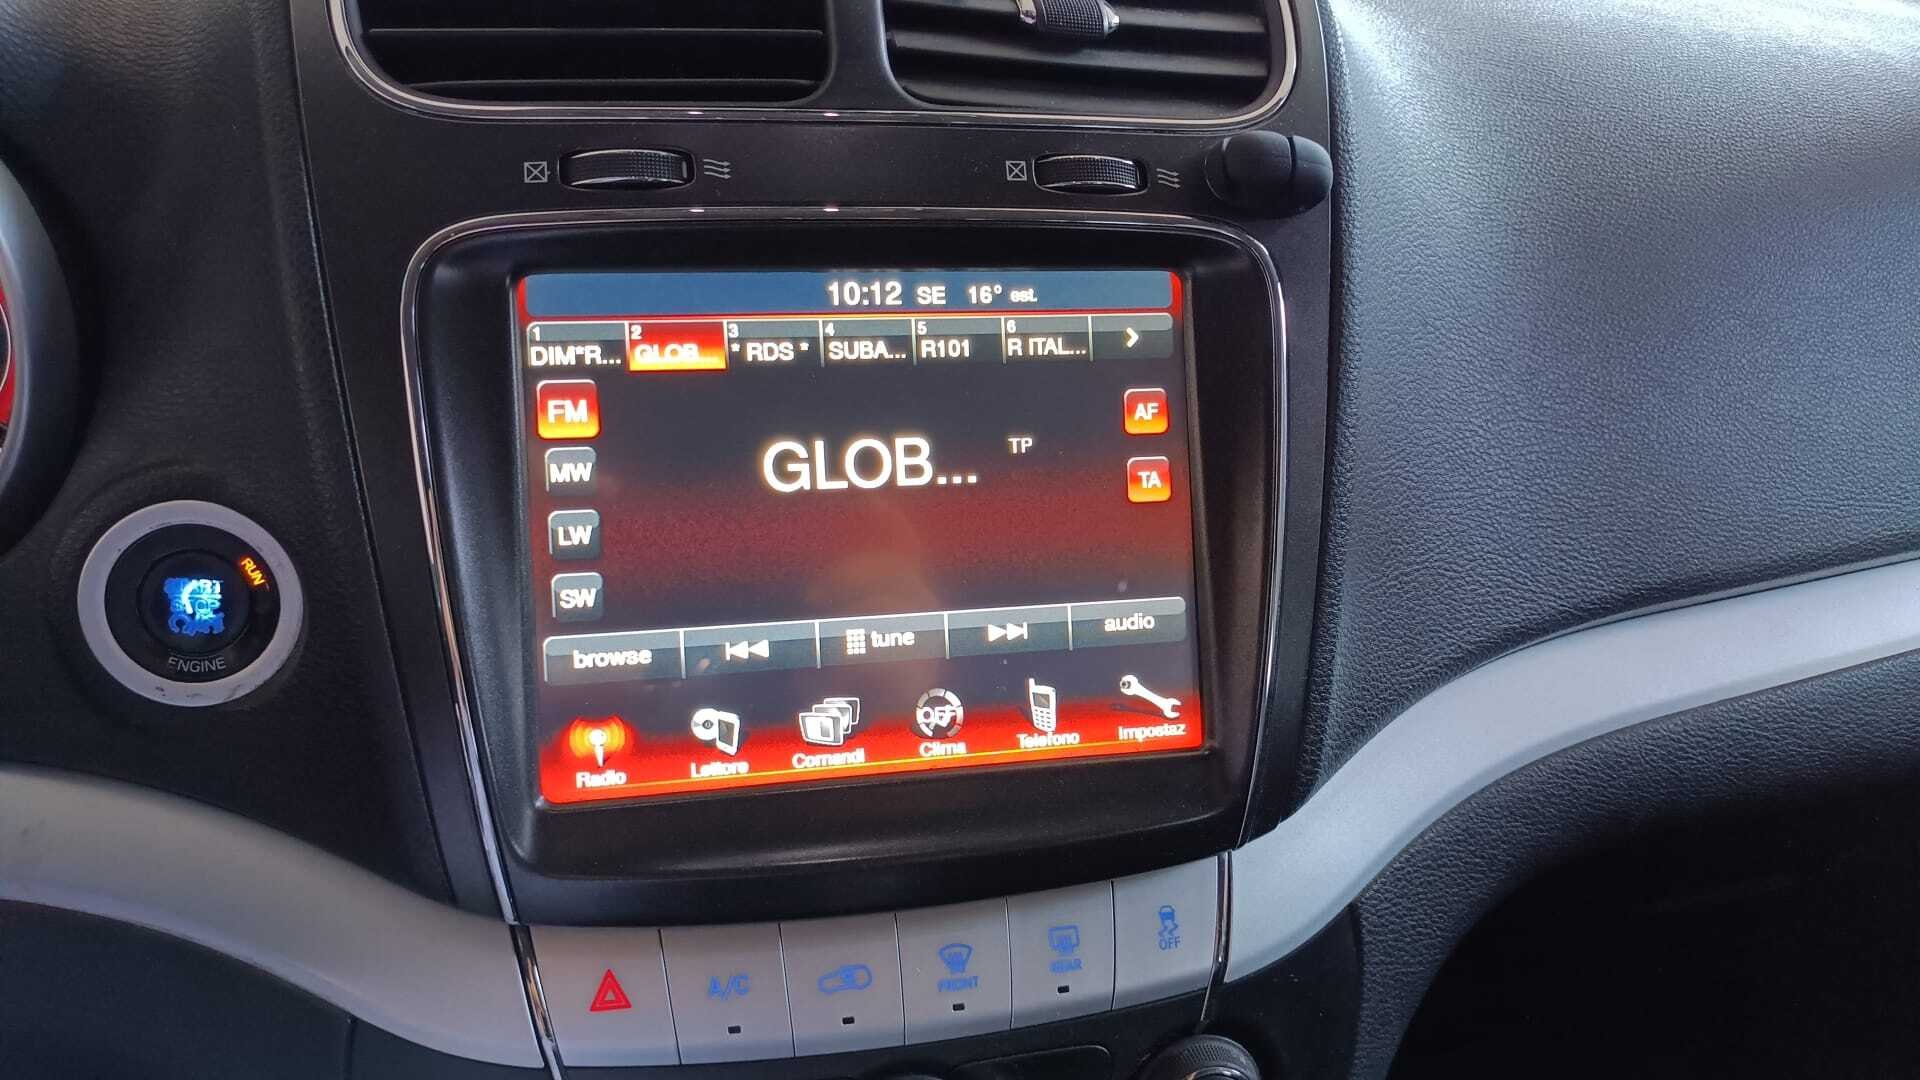 10:12 SE 16° est.
1 2 3 4 5 6
DIM*R... GLOB... * RDS * SUBA... R101 R ITAL... >
FM AF
GLOB... TP
MW TA
LW
SW
browse tune audio
Radio Lettore Comandi OFF Clima Telefono Impostaz
RUN
ENGINE
A/C FRONT REAR OFF